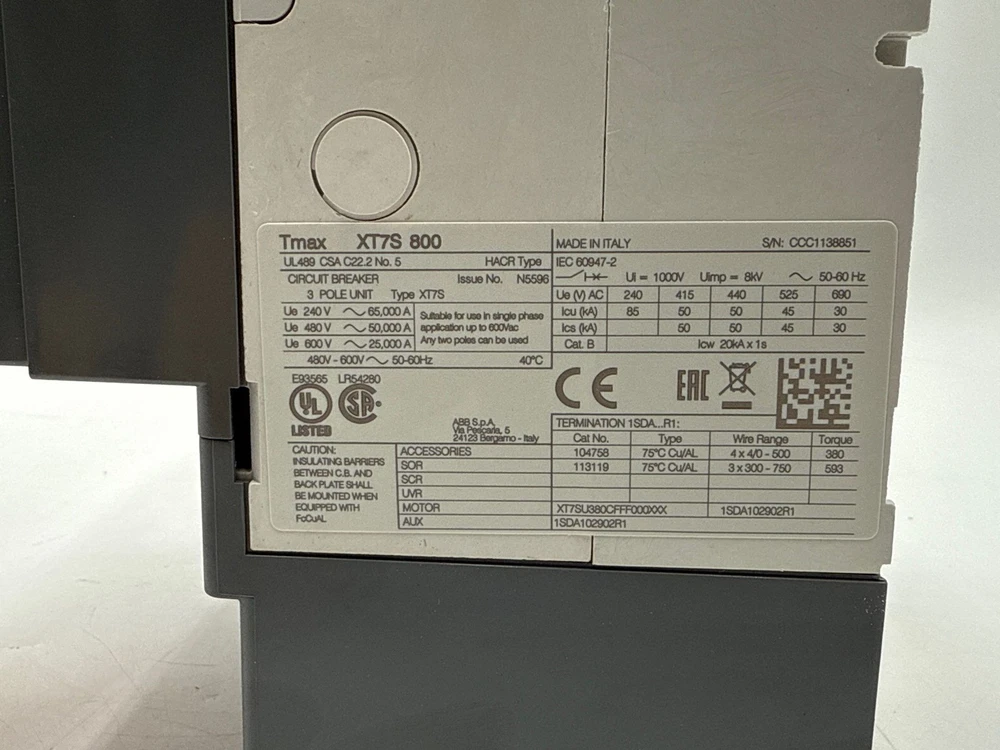 Tmax XT7S 800
UL489 CSA C22.2 No. 5 HACR Type
CIRCUIT BREAKER Issue No. N5596
3 POLE UNIT Type XT7S
Ue 240 V 65,000 A
Ue 480 V 50,000 A
Ue 600 V 25,000 A
Suitable for use in single phase
application up to 600Vac
Any two poles can be used
480V - 600V 50-60Hz 40°C
E93565 LR54280
UL
LISTED
SA
ABB S.p.A.
Via Pescaria, 5
24123 Bergamo - Italy
CAUTION:
INSULATING BARRIERS
BETWEEN C.B. AND
BACK PLATE SHALL
BE MOUNTED WHEN
EQUIPPED WITH
FcCuAL
ACCESSORIES
SOR
SCR
UVR
MOTOR
AUX
MADE IN ITALY S/N: CCC1138851
IEC 60947-2
Ui = 1000V Uimp = 8kV 50-60 Hz
Ue (V) AC 240 415 440 525 690
Icu (kA) 85 50 50 45 30
Ics (kA) 50 50 45 30
Cat. B Icw 20kA x 1s
CE EAC
TERMINATION 1SDA...R1:
Cat No. Type Wire Range Torque
104758 75°C Cu/AL 4 x 4/0 - 500 380
113119 75°C Cu/AL 3 x 300 - 750 593
XT7SU380CFFF000XXX 1SDA102902R1
1SDA102902R1